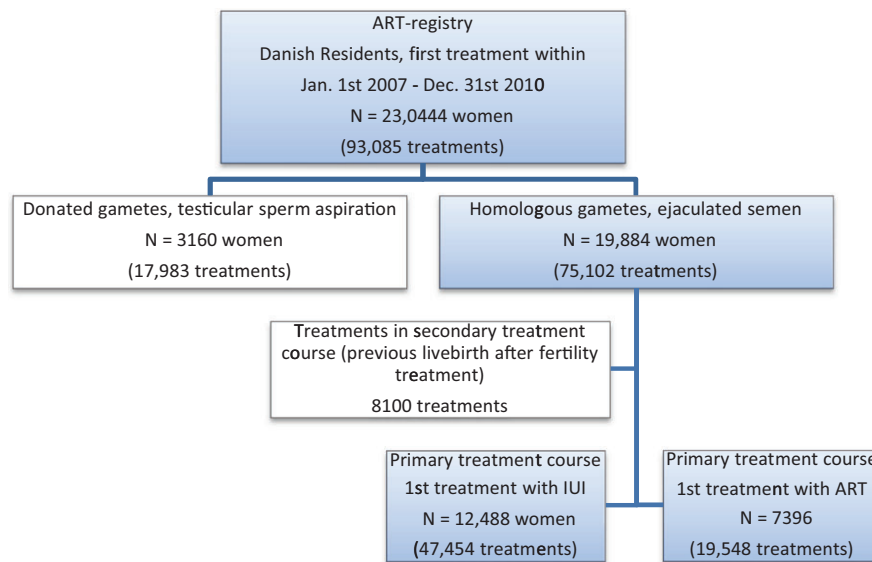 ART-registry
Danish Residents, first treatment within
Jan. 1st 2007 - Dec. 31st 2010
N = 23,0444 women
(93,085 treatments)
Donated gametes, testicular sperm aspiration
N = 3160 women
(17,983 treatments)
Homologous gametes, ejaculated semen
N = 19,884 women
(75,102 treatments)
Treatments in secondary treatment
course (previous livebirth after fertility
treatment)
8100 treatments
Primary treatment course
1st treatment with IUI
N = 12,488 women
(47,454 treatments)
Primary treatment course
1st treatment with ART
N = 7396
(19,548 treatments)